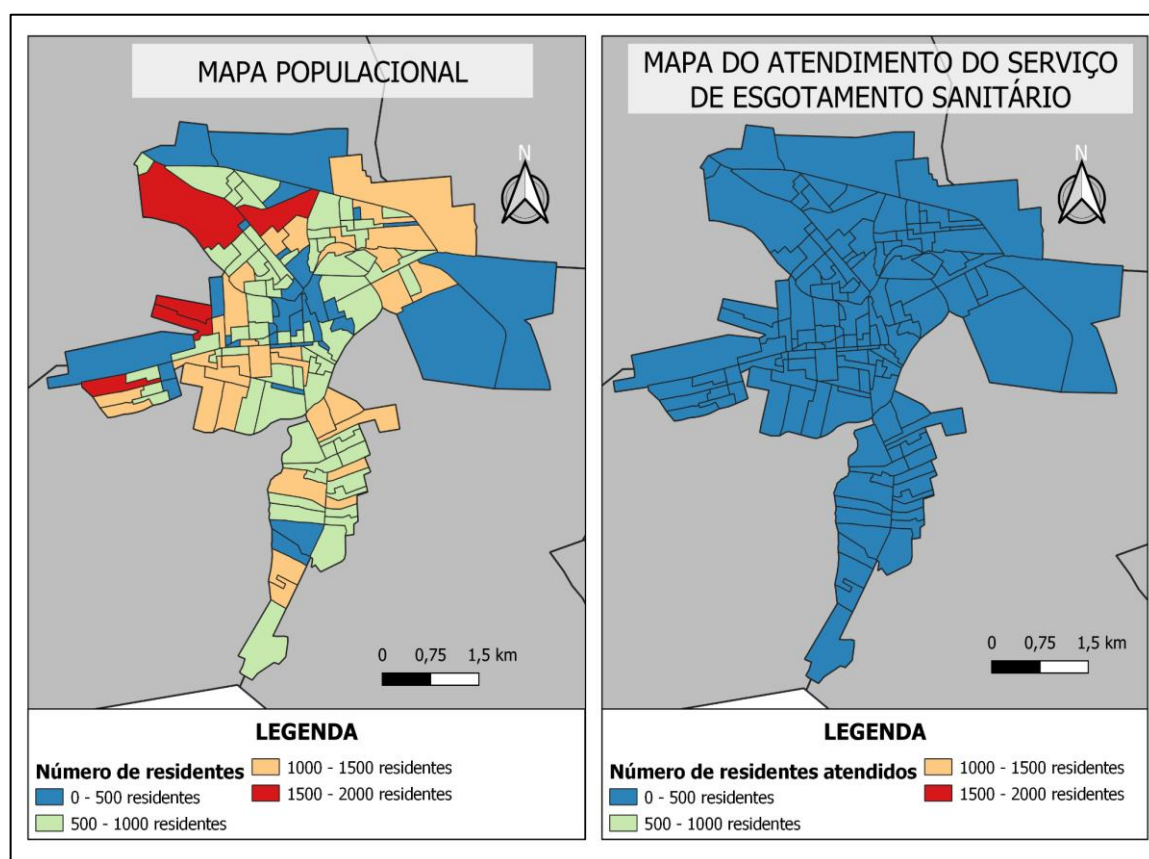 MAPA POPULACIONAL
N
0 0,75 1,5 km
LEGENDA
Número de residentes
0 - 500 residentes
500 - 1000 residentes
1000 - 1500 residentes
1500 - 2000 residentes
MAPA DO ATENDIMENTO DO SERVIÇO
DE ESGOTAMENTO SANITÁRIO
N
0 0,75 1,5 km
LEGENDA
Número de residentes atendidos
0 - 500 residentes
500 - 1000 residentes
1000 - 1500 residentes
1500 - 2000 residentes